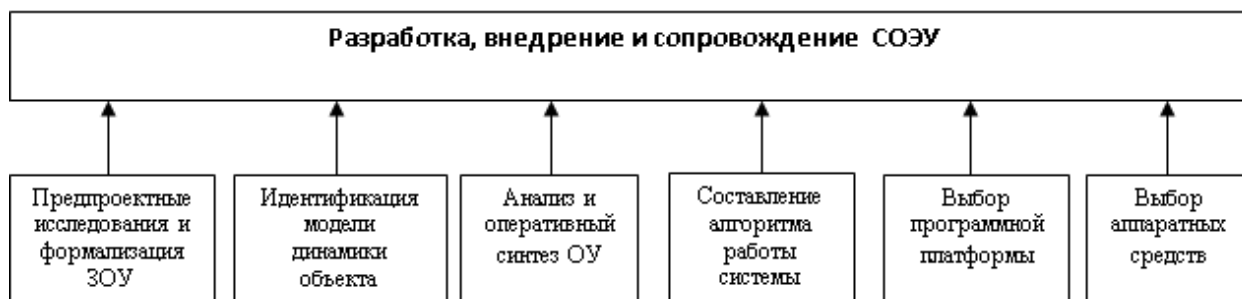 Разработка, внедрение и сопровождение СОЭУ
Предпроектные
исследования и
формализация
ЗОУ
Идентификация
модели
динамики
объекта
Анализ и
оперативный
синтез ОУ
Составление
алгоритма
работы
системы
Выбор
программной
платформы
Выбор
аппаратных
средств